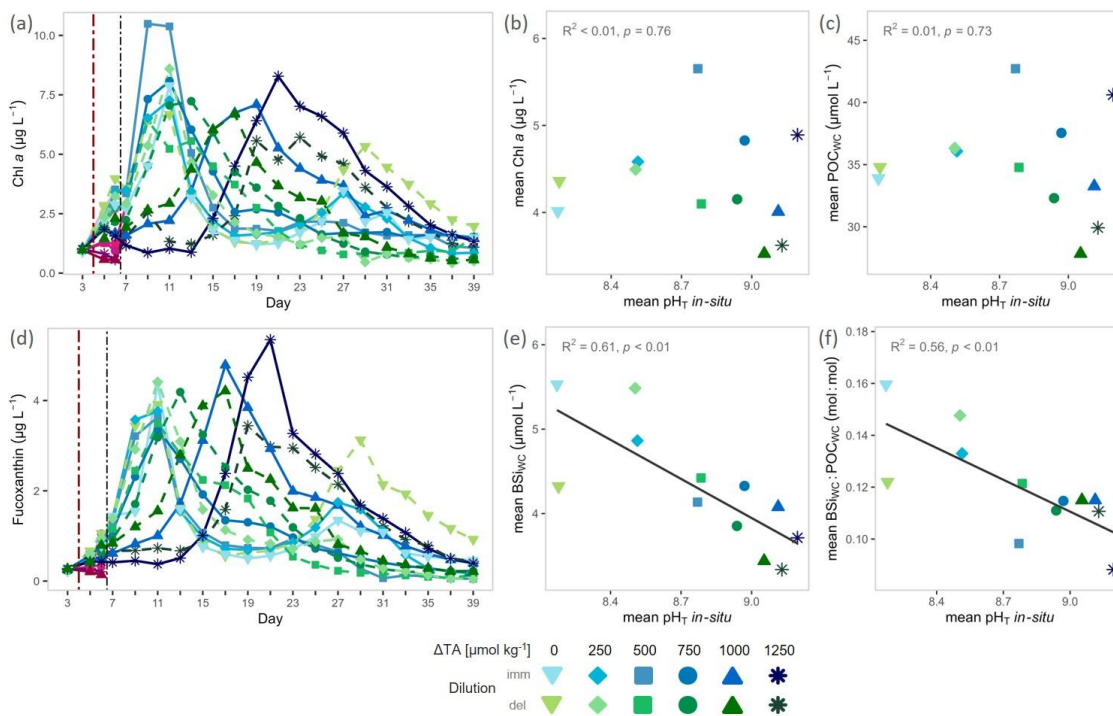 (a)
Chl a (µg L⁻¹)
10.0
7.5
5.0
2.5
0.0
3 7 11 15 19 23 27 31 35 39
Day
(b)
R² < 0.01, p = 0.76
mean Chl a (µg L⁻¹)
6
5
4
8.4 8.7 9.0
mean pH_T in-situ
(c)
R² = 0.01, p = 0.73
mean POC_WC (µmol L⁻¹)
45
40
35
30
8.4 8.7 9.0
mean pH_T in-situ
(d)
Fucoxanthin (µg L⁻¹)
4
2
0
3 7 11 15 19 23 27 31 35 39
Day
(e)
R² = 0.61, p < 0.01
mean BSi_WC (µmol L⁻¹)
6
5
4
8.4 8.7 9.0
mean pH_T in-situ
(f)
R² = 0.56, p < 0.01
mean BSi_WC:POC_WC (mol:mol)
0.18
0.16
0.14
0.12
0.10
8.4 8.7 9.0
mean pH_T in-situ
ΔTA [µmol kg⁻¹] 0 250 500 750 1000 1250
imm
Dilution
del